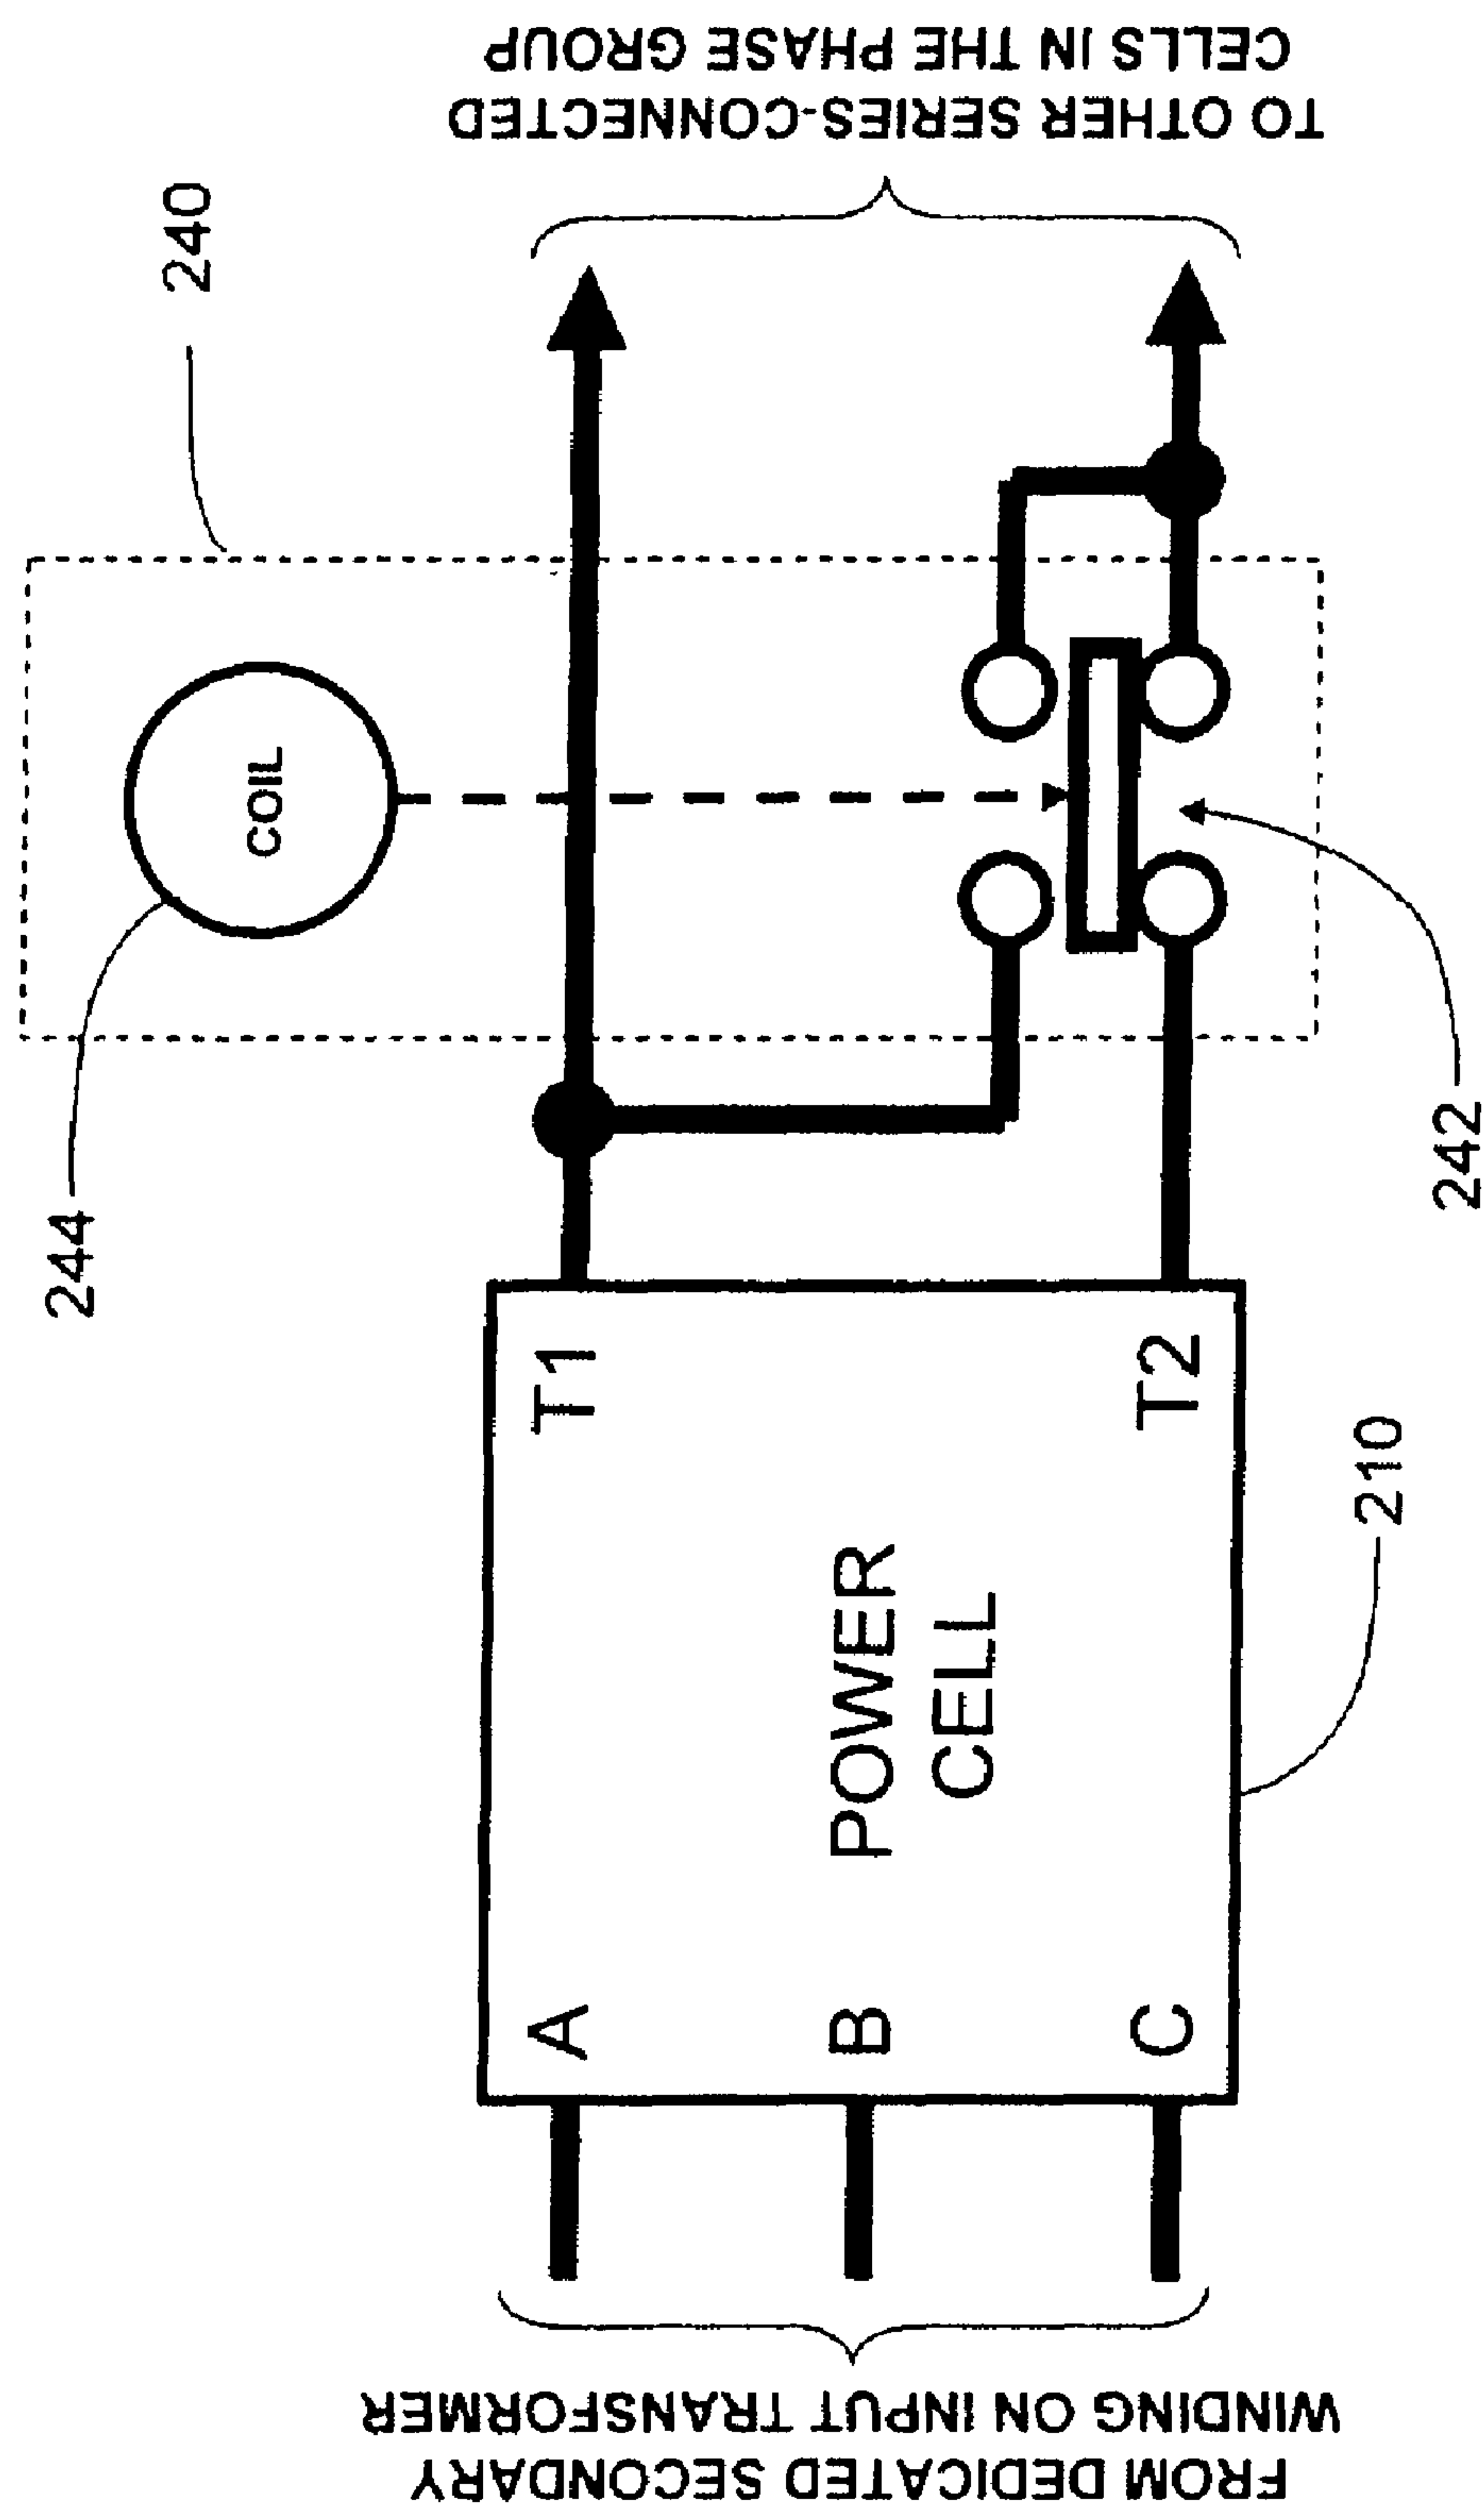 FROM DEDICATED SECONDARY
WINDINGS ON INPUT TRANSFORMER
A
B
C
POWER
CELL
T1
T2
210
244
COIL
240
242
TO OTHER SERIES-CONNECTED
CELLS IN THE PHASE GROUP